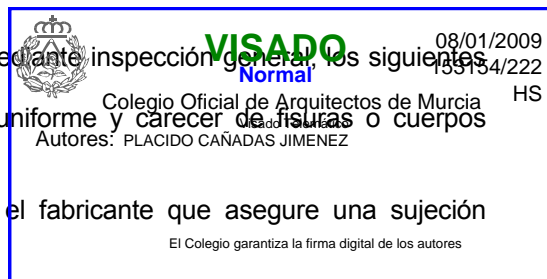 VISADO
08/01/2009
mediante inspección general, los siguientes
Normal
153154/222
Colegio Oficial de Arquitectos de Murcia
HS
uniforme y carecer de fisuras o cuerpos
Visado Telemático
Autores: PLACIDO CAÑADAS JIMENEZ
el fabricante que asegure una sujeción
El Colegio garantiza la firma digital de los autores